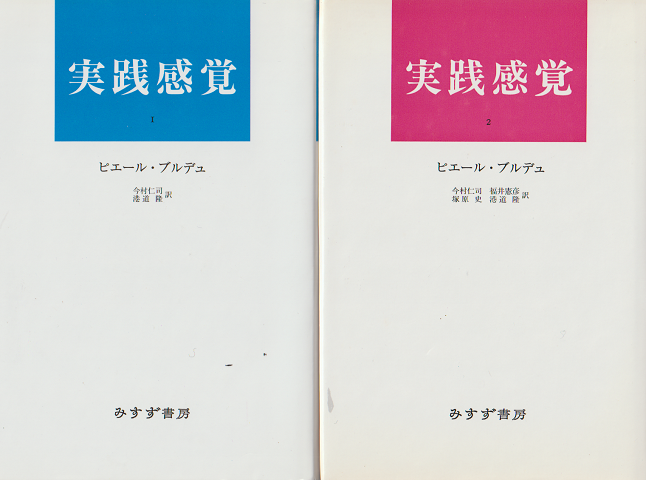 実践感覚
1
ピエール・ブルデュ
今村仁司
港道 隆 訳
みすず書房
実践感覚
2
ピエール・ブルデュ
今村仁司 福井憲彦
塚原 史 港道 隆 訳
みすず書房